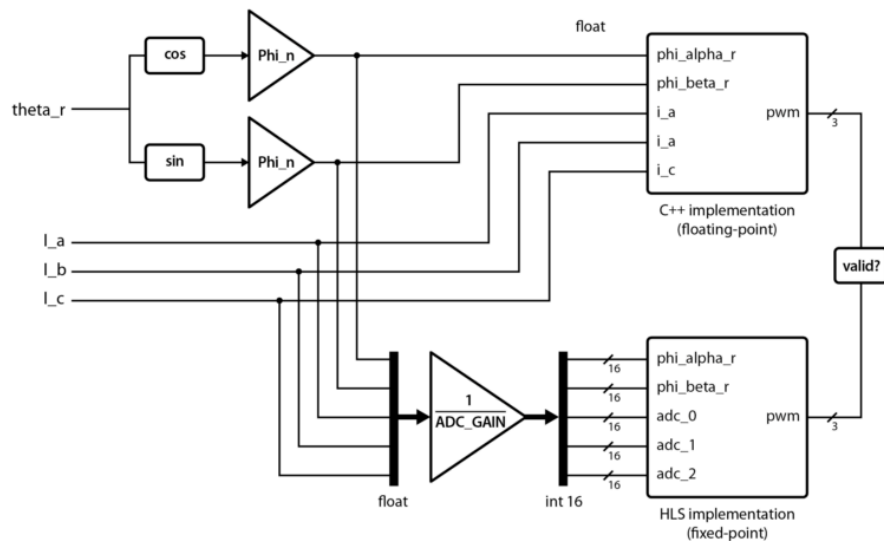 float
cos
Phi_n
phi_alpha_r
phi_beta_r
theta_r
i_a
pwm
3
i_a
sin
Phi_n
i_c
C++ implementation
(floating-point)
I_a
I_b
valid?
I_c
phi_alpha_r
16
phi_beta_r
16
1
ADC_GAIN
adc_0
16
pwm
3
adc_1
16
adc_2
16
float
int 16
HLS implementation
(fixed-point)